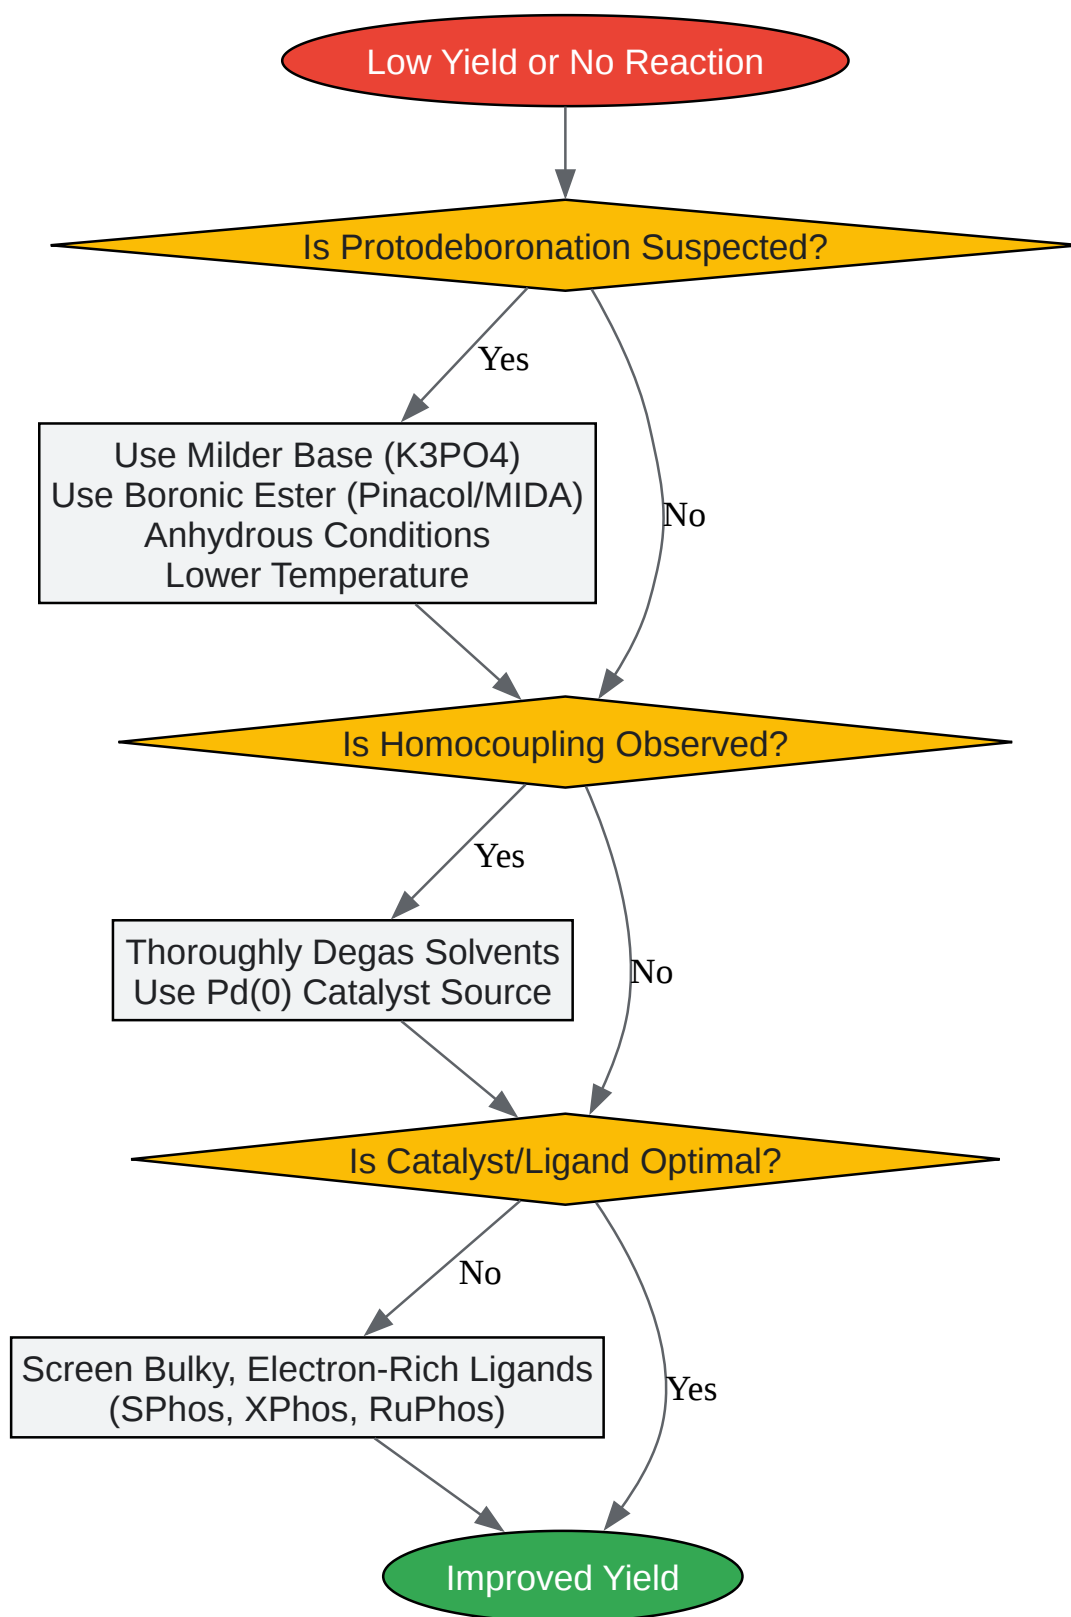 Low Yield or No Reaction
Is Protodeboronation Suspected?
Yes
Use Milder Base (K3PO4)
Use Boronic Ester (Pinacol/MIDA)
Anhydrous Conditions
Lower Temperature
No
Is Homocoupling Observed?
Yes
Thoroughly Degas Solvents
Use Pd(0) Catalyst Source
No
Is Catalyst/Ligand Optimal?
No
Screen Bulky, Electron-Rich Ligands
(SPhos, XPhos, RuPhos)
Yes
Improved Yield